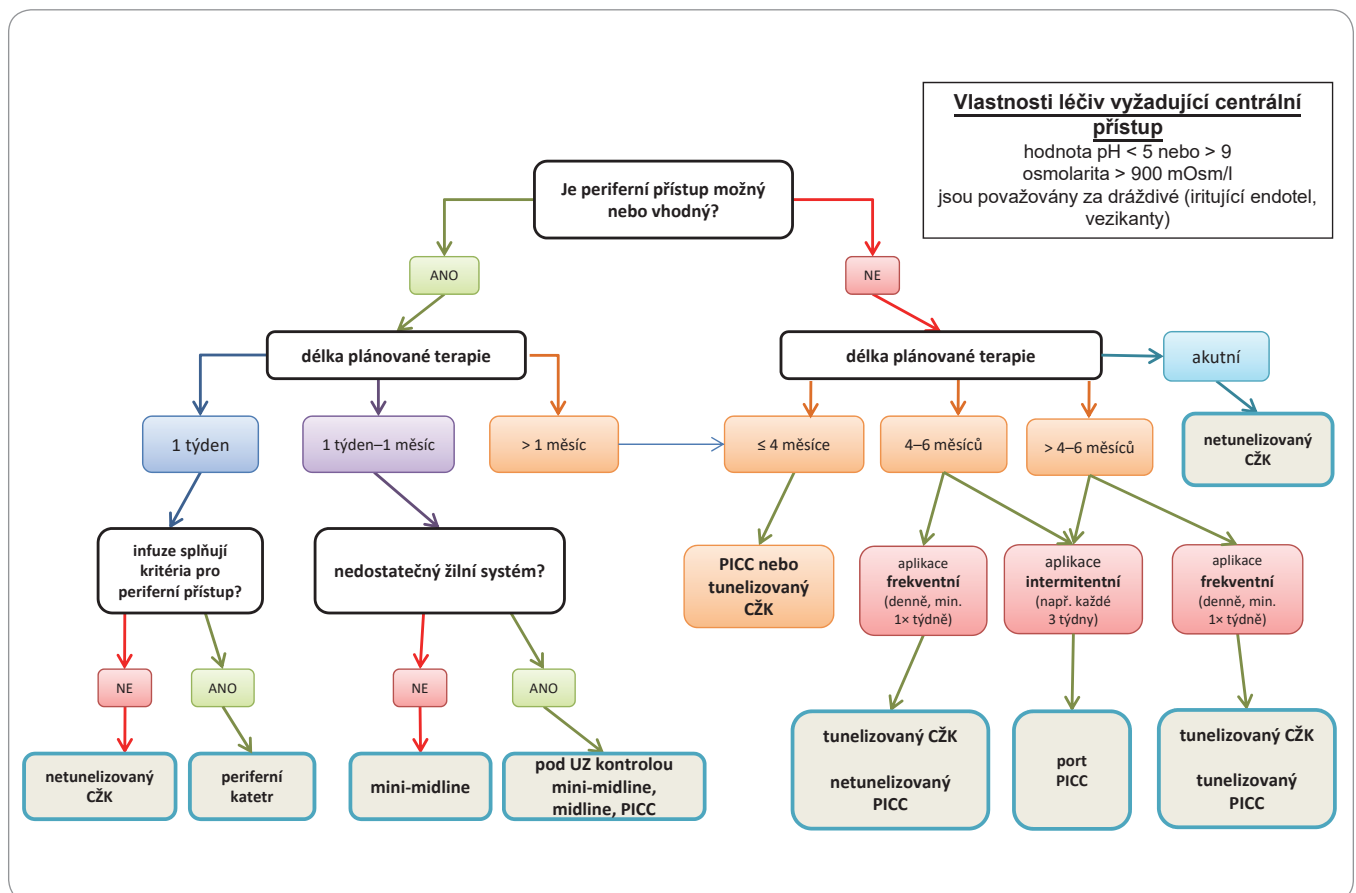 Vlastnosti léčiv vyžadující centrální
přístup
hodnota pH < 5 nebo > 9
osmolarita > 900 mOsm/l
jsou považovány za dráždivé (iritující endotel,
vezikanty)
Je periferní přístup možný
nebo vhodný?
ANO
NE
délka plánované terapie
délka plánované terapie
akutní
1 týden
1 týden–1 měsíc
> 1 měsíc
≤ 4 měsíce
4–6 měsíců
> 4–6 měsíců
netunelizovaný
CŽK
infuze splňují
kritéria pro
periferní přístup?
nedostatečný žilní systém?
PICC nebo
tunelizovaný
CŽK
aplikace
frekventní
(denně, min.
1× týdně)
aplikace
intermitentní
(např. každé
3 týdny)
aplikace
frekventní
(denně, min.
1× týdně)
NE
ANO
NE
ANO
netunelizovaný
CŽK
periferní
katetr
mini-midline
pod UZ kontrolou
mini-midline,
midline, PICC
tunelizovaný CŽK
netunelizovaný
PICC
port
PICC
tunelizovaný CŽK
tunelizovaný
PICC